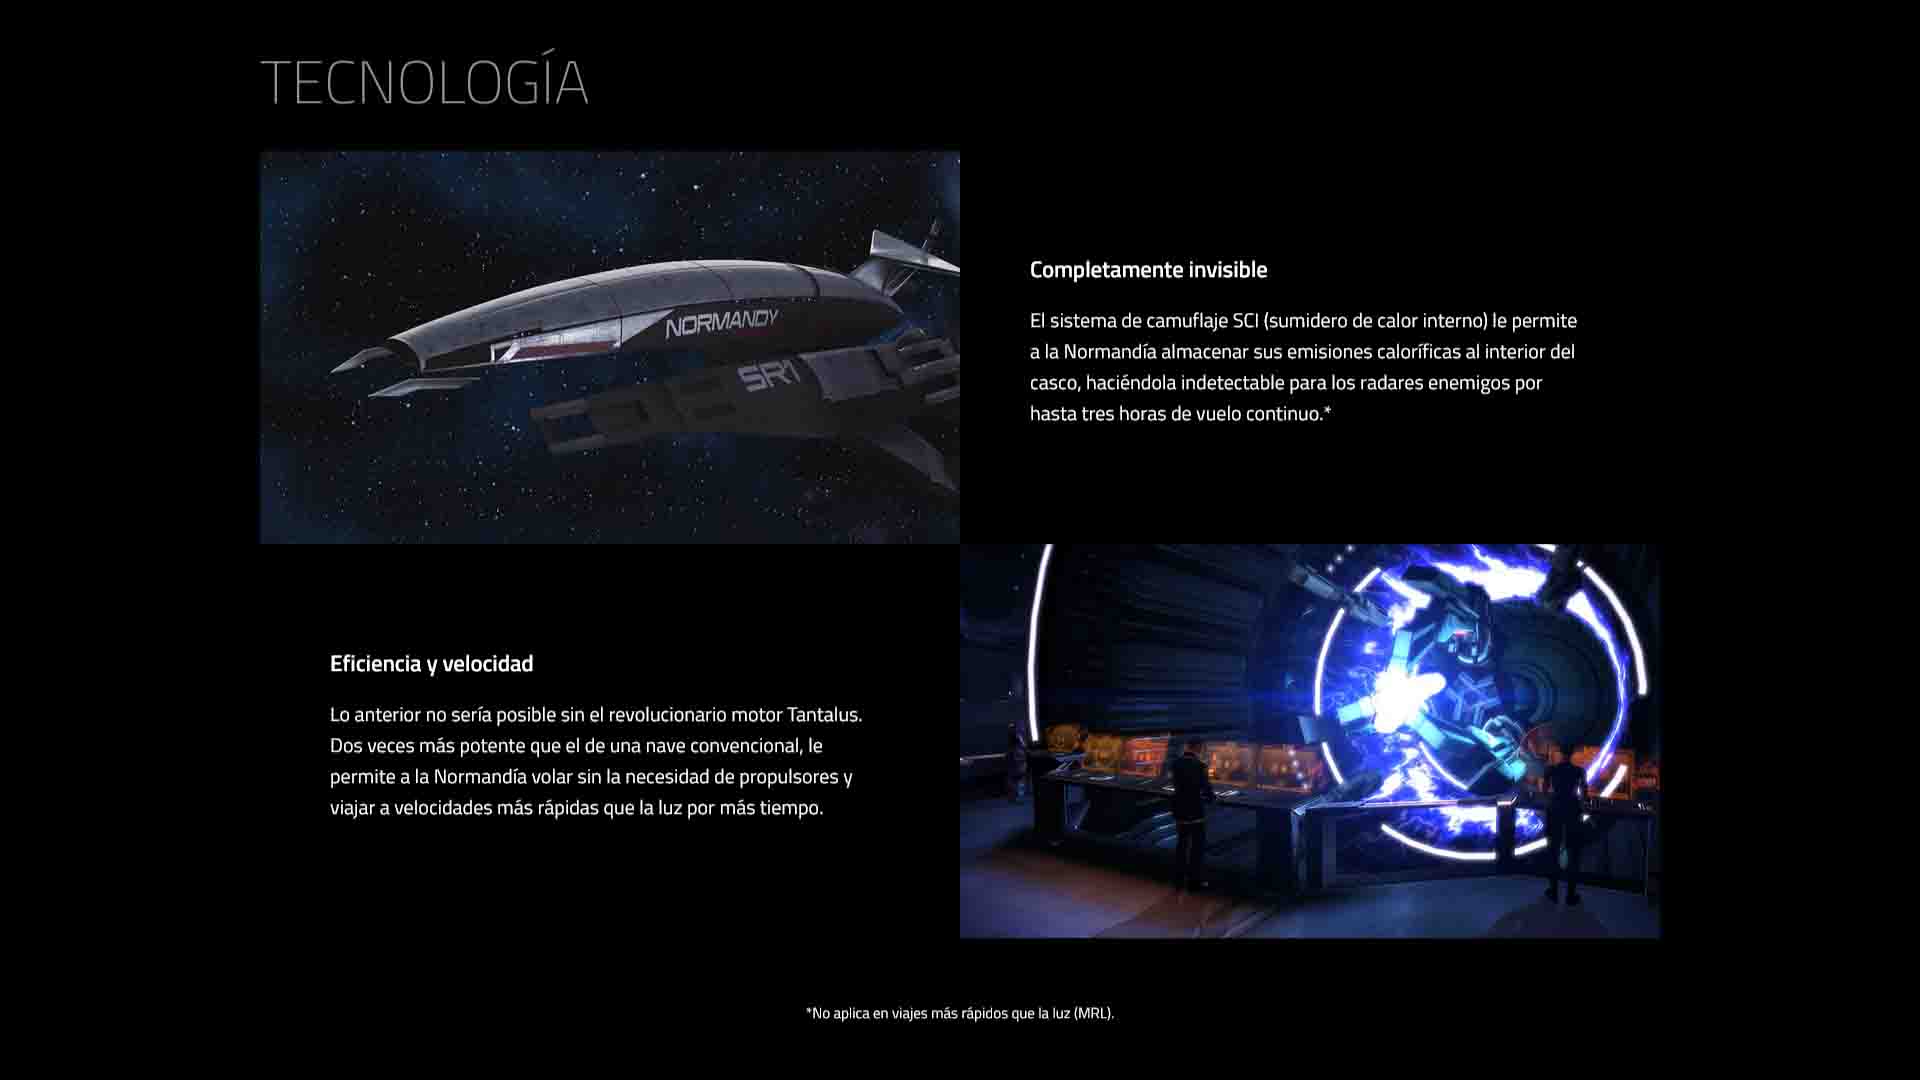 TECNOLOGÍA
NORMANDY
SR1
Completamente invisible
El sistema de camuflaje SCI (sumidero de calor interno) le permite
a la Normandía almacenar sus emisiones caloríficas al interior del
casco, haciéndola indetectable para los radares enemigos por
hasta tres horas de vuelo continuo.*
Eficiencia y velocidad
Lo anterior no sería posible sin el revolucionario motor Tantalus.
Dos veces más potente que el de una nave convencional, le
permite a la Normandía volar sin la necesidad de propulsores y
viajar a velocidades más rápidas que la luz por más tiempo.
*No aplica en viajes más rápidos que la luz (MRL).